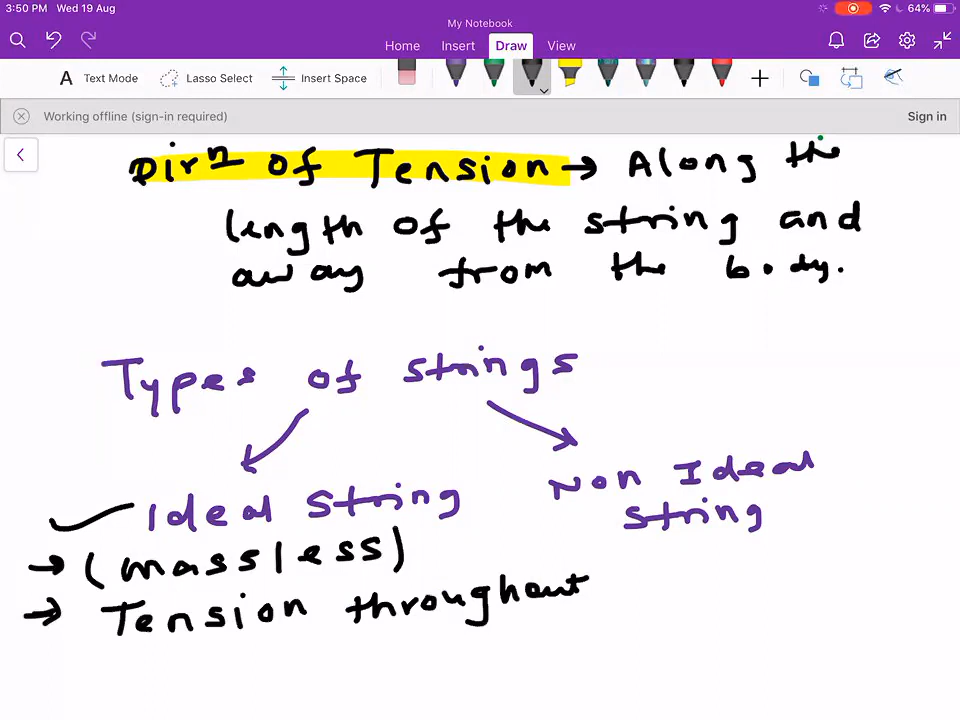 3:50 PM Wed 19 Aug
64%
My Notebook
Home Insert Draw View
Text Mode Lasso Select Insert Space
Working offline (sign-in required) Sign in
Dirn of Tension → Along the
length of the string and
away from the body.
Types of strings
Ideal string
Non Ideal
string
→ (massless)
→ Tension throughout